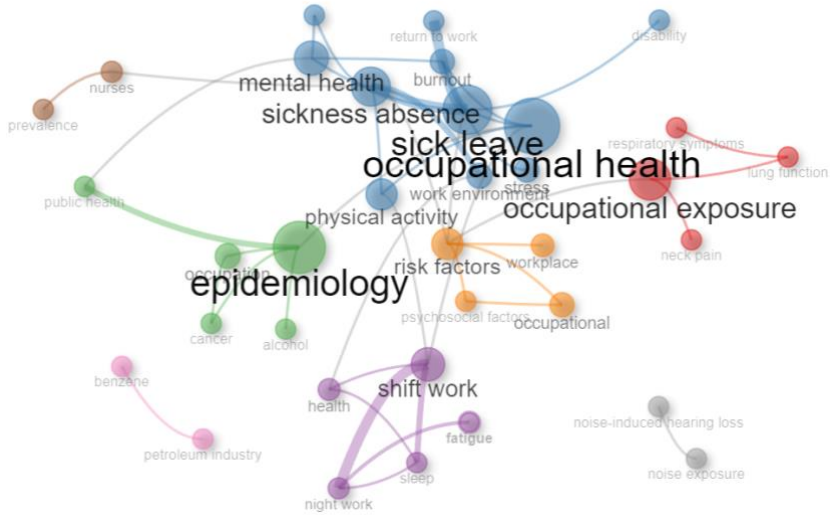 return to work
disability
burnout
mental health
nurses
sickness absence
prevalence
sick leave
respiratory symptoms
occupational health
lung function
stress
work environment
public health
physical activity
occupational exposure
neck pain
workplace
risk factors
occupation
epidemiology
psychosocial factors
occupational
cancer
alcohol
benzene
shift work
health
noise-induced hearing loss
fatigue
petroleum industry
noise exposure
sleep
night work